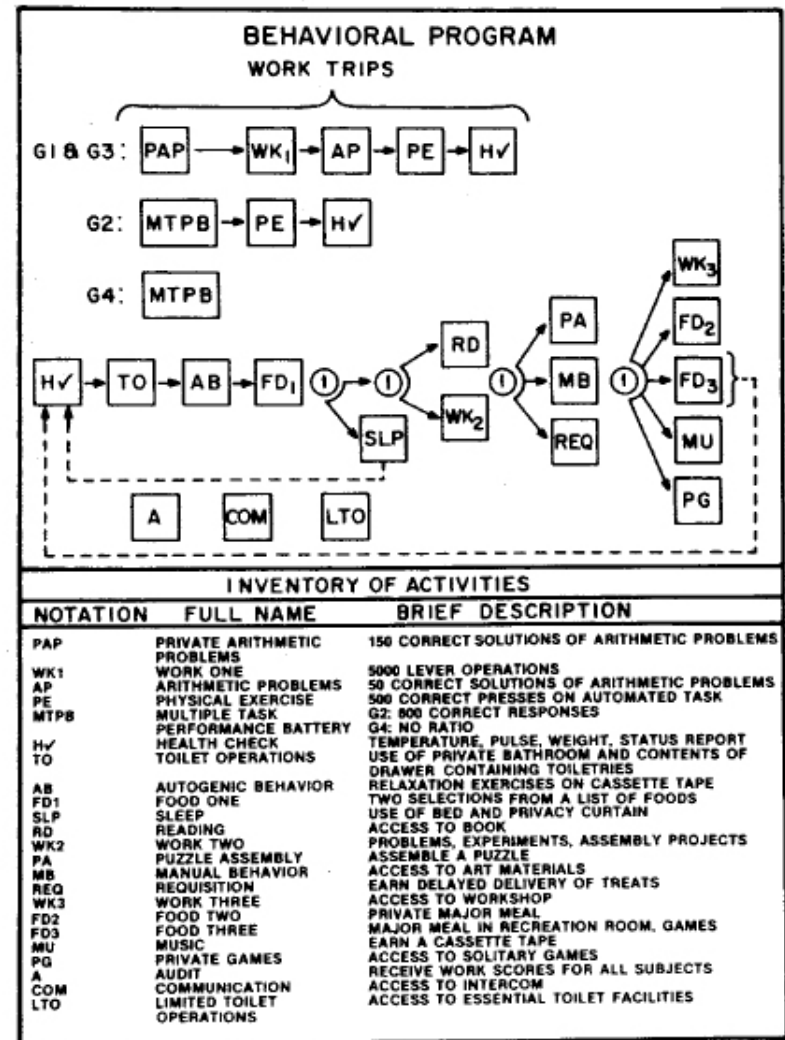 BEHAVIORAL PROGRAM
WORK TRIPS
G1 & G3: PAP WK1 AP PE H✓
G2: MTPB PE H✓
G4: MTPB
WK3
PA FD2
RD
H✓ TO AB FD1 1 1 1 MB 1 FD3
WK2
SLP REQ MU
PG
A COM LTO
INVENTORY OF ACTIVITIES
NOTATION FULL NAME BRIEF DESCRIPTION
PAP PRIVATE ARITHMETIC PROBLEMS 150 CORRECT SOLUTIONS OF ARITHMETIC PROBLEMS
WK1 WORK ONE 5000 LEVER OPERATIONS
AP ARITHMETIC PROBLEMS 50 CORRECT SOLUTIONS OF ARITHMETIC PROBLEMS
PE PHYSICAL EXERCISE 500 CORRECT PRESSES ON AUTOMATED TASK
MTPB MULTIPLE TASK G2: 600 CORRECT RESPONSES
PERFORMANCE BATTERY G4: NO RATIO
H✓ HEALTH CHECK TEMPERATURE, PULSE, WEIGHT, STATUS REPORT
TO TOILET OPERATIONS USE OF PRIVATE BATHROOM AND CONTENTS OF
DRAWER CONTAINING TOILETRIES
AB AUTOGENIC BEHAVIOR RELAXATION EXERCISES ON CASSETTE TAPE
FD1 FOOD ONE TWO SELECTIONS FROM A LIST OF FOODS
SLP SLEEP USE OF BED AND PRIVACY CURTAIN
RD READING ACCESS TO BOOK
WK2 WORK TWO PROBLEMS, EXPERIMENTS, ASSEMBLY PROJECTS
PA PUZZLE ASSEMBLY ASSEMBLE A PUZZLE
MB MANUAL BEHAVIOR ACCESS TO ART MATERIALS
REQ REQUISITION EARN DELAYED DELIVERY OF TREATS
WK3 WORK THREE ACCESS TO WORKSHOP
FD2 FOOD TWO PRIVATE MAJOR MEAL
FD3 FOOD THREE MAJOR MEAL IN RECREATION ROOM, GAMES
MU MUSIC EARN A CASSETTE TAPE
PG PRIVATE GAMES ACCESS TO SOLITARY GAMES
A AUDIT RECEIVE WORK SCORES FOR ALL SUBJECTS
COM COMMUNICATION ACCESS TO INTERCOM
LTO LIMITED TOILET OPERATIONS ACCESS TO ESSENTIAL TOILET FACILITIES